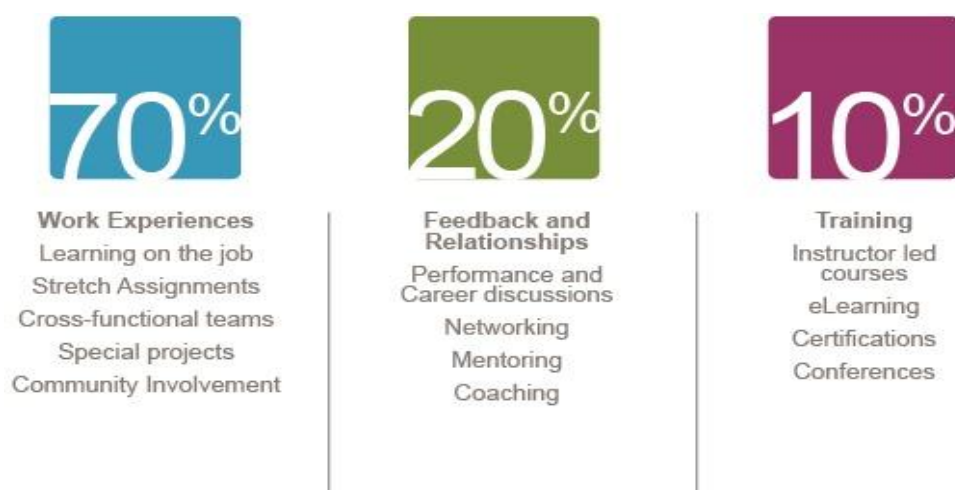 70%
Work Experiences
Learning on the job
Stretch Assignments
Cross-functional teams
Special projects
Community Involvement
20%
Feedback and
Relationships
Performance and
Career discussions
Networking
Mentoring
Coaching
10%
Training
Instructor led
courses
eLearning
Certifications
Conferences